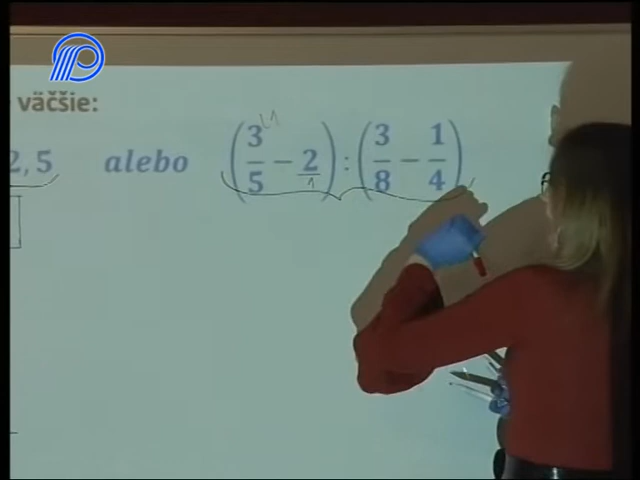 väčšie:
2,5 alebo (3/5 − 2/1) : (3/8 − 1/4)